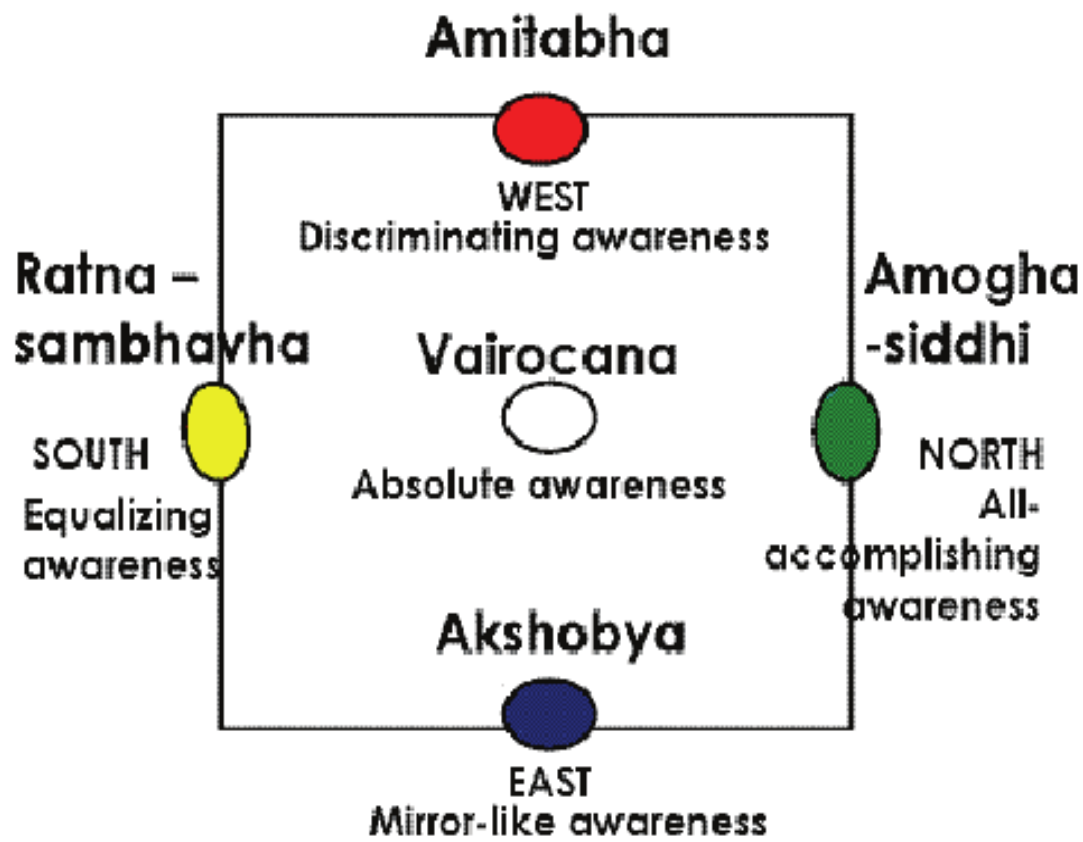 Amitabha
WEST
Discriminating awareness
Ratna –
sambhavha
SOUTH
Equalizing
awareness
Vairocana
Absolute awareness
Amogha
-siddhi
NORTH
All-
accomplishing
awareness
Akshobya
EAST
Mirror-like awareness